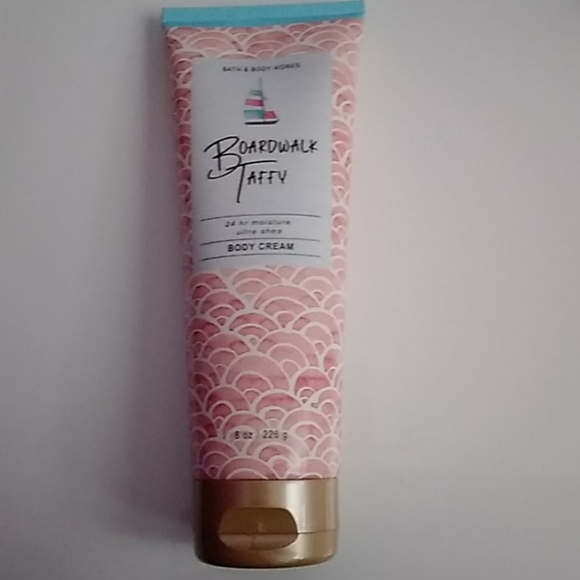 BATH & BODY WORKS
BOARDWALK
TAFFY
24 hr moisture
ultra shea
BODY CREAM
8 oz / 226 g